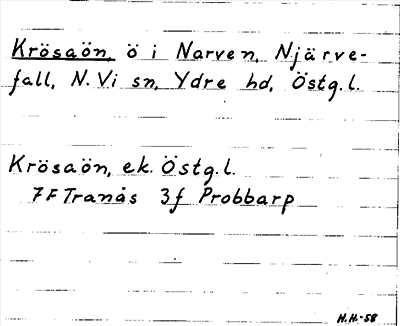 Krösaön, ö i Narven, Njärve-
fall, N. Vi sn, Ydre hd, Östg.l.
Krösaön, ek. Östg.l.
7F Tranås 3f Probbarp
H.H.-58